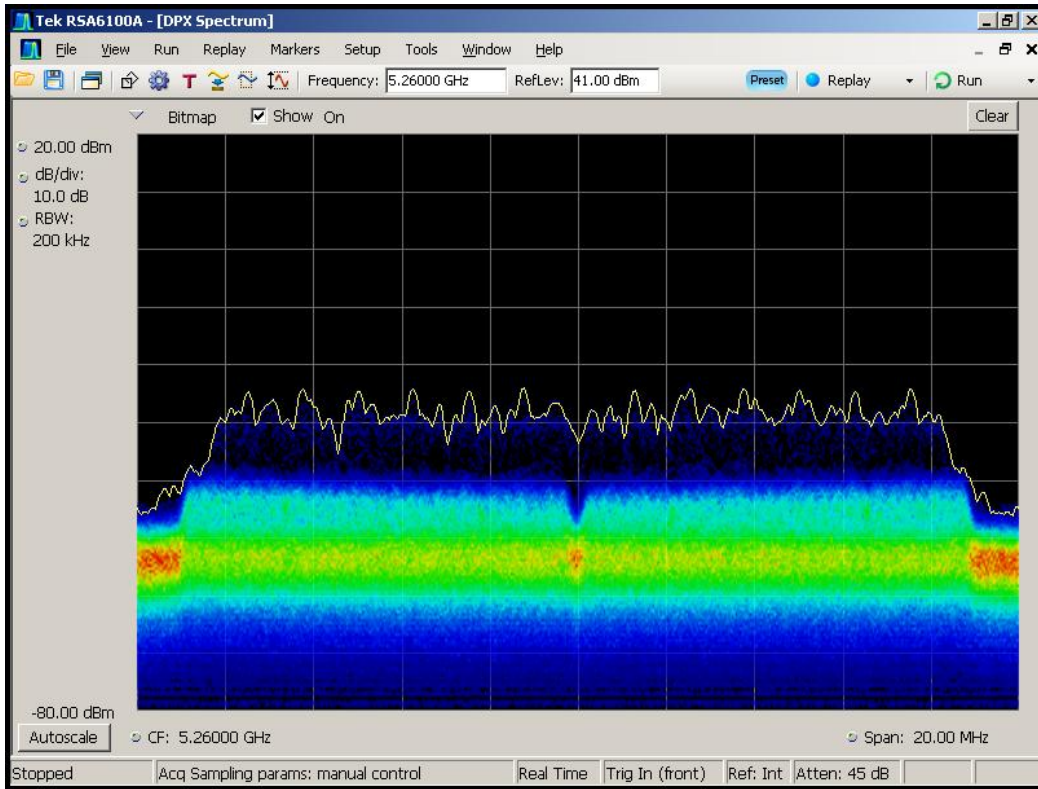 Tek RSA6100A - [DPX Spectrum]
File View Run Replay Markers Setup Tools Window Help
T Frequency: 5.26000 GHz RefLev: 41.00 dBm Preset Replay Run
Bitmap Show On Clear
20.00 dBm
dB/div:
10.0 dB
RBW:
200 kHz
-80.00 dBm
Autoscale CF: 5.26000 GHz Span: 20.00 MHz
Stopped Acq Sampling params: manual control Real Time Trig In (front) Ref: Int Atten: 45 dB